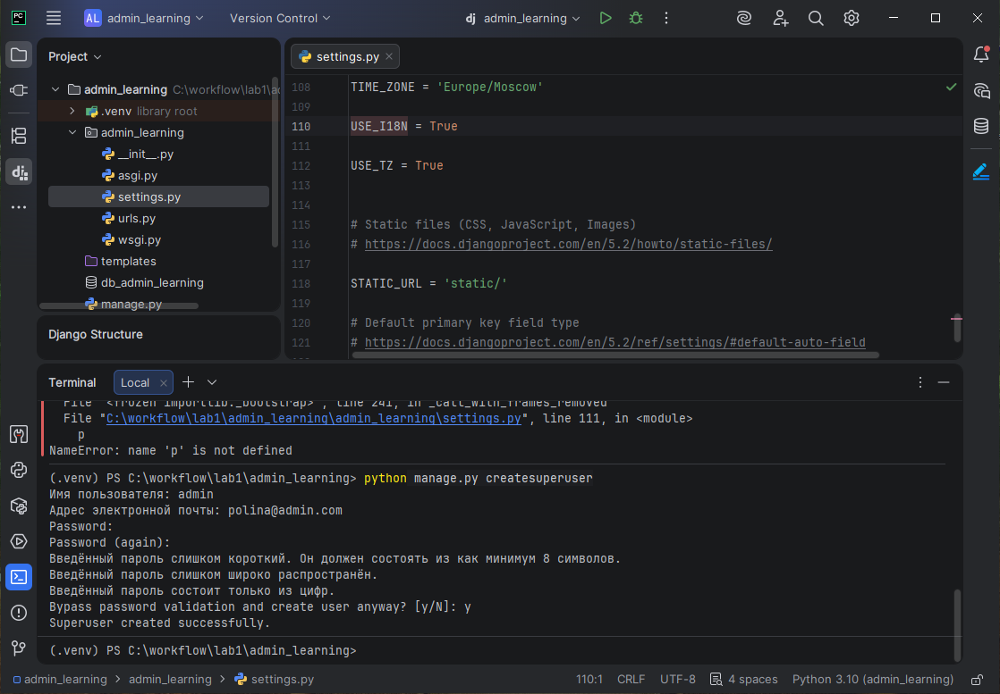 PC AL admin_learning Version Control dj admin_learning
Project
admin_learning C:\workflow\lab1\ad
.venv library root
admin_learning
__init__.py
asgi.py
settings.py
urls.py
wsgi.py
templates
db_admin_learning
manage.py
Django Structure
settings.py
108 TIME_ZONE = 'Europe/Moscow'
109
110 USE_I18N = True
111
112 USE_TZ = True
113
114
115 # Static files (CSS, JavaScript, Images)
116 # https://docs.djangoproject.com/en/5.2/howto/static-files/
117
118 STATIC_URL = 'static/'
119
120 # Default primary key field type
121 # https://docs.djangoproject.com/en/5.2/ref/settings/#default-auto-field
Terminal Local
File "<frozen importlib._bootstrap>", line 241, in _call_with_frames_removed
File "C:\workflow\lab1\admin_learning\admin_learning\settings.py", line 111, in <module>
p
NameError: name 'p' is not defined
(.venv) PS C:\workflow\lab1\admin_learning> python manage.py createsuperuser
Имя пользователя: admin
Адрес электронной почты: polina@admin.com
Password:
Password (again):
Введённый пароль слишком короткий. Он должен состоять из как минимум 8 символов.
Введённый пароль слишком широко распространён.
Введённый пароль состоит только из цифр.
Bypass password validation and create user anyway? [y/N]: y
Superuser created successfully.
(.venv) PS C:\workflow\lab1\admin_learning>
admin_learning > admin_learning > settings.py 110:1 CRLF UTF-8 4 spaces Python 3.10 (admin_learning)